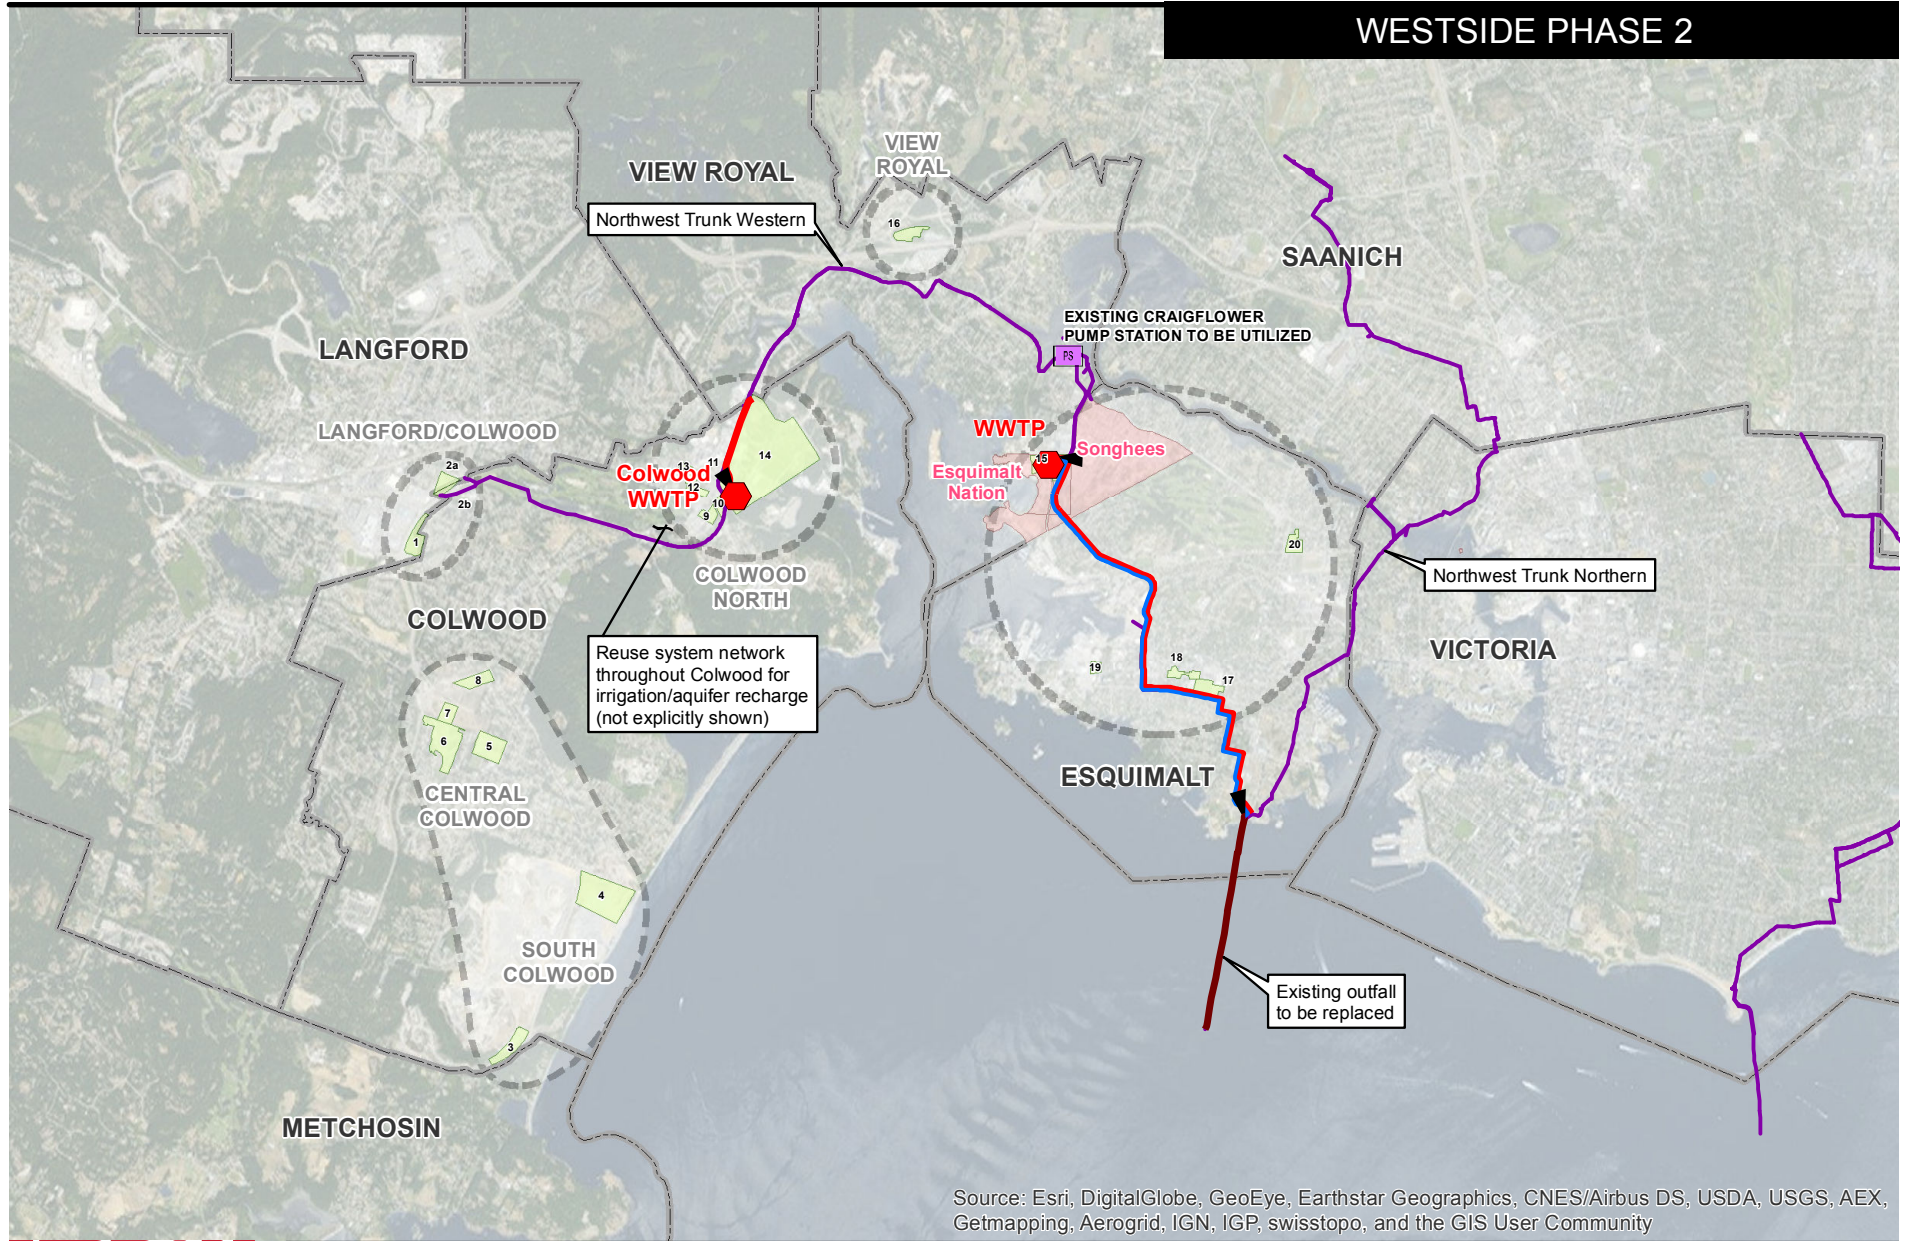 WESTSIDE PHASE 2
VIEW
ROYAL
VIEW ROYAL
16
Northwest Trunk Western
SAANICH
EXISTING CRAIGFLOWER
PUMP STATION TO BE UTILIZED
PS
LANGFORD
LANGFORD/COLWOOD
2a
2b
1
13
11
14
Colwood
WWTP
12
10
9
COLWOOD
NORTH
WWTP
15
Songhees
Esquimalt
Nation
20
Northwest Trunk Northern
COLWOOD
Reuse system network
throughout Colwood for
irrigation/aquifer recharge
(not explicitly shown)
VICTORIA
19
18
17
8
7
6
5
CENTRAL
COLWOOD
ESQUIMALT
4
SOUTH
COLWOOD
Existing outfall
to be replaced
3
METCHOSIN
Source: Esri, DigitalGlobe, GeoEye, Earthstar Geographics, CNES/Airbus DS, USDA, USGS, AEX,
Getmapping, Aerogrid, IGN, IGP, swisstopo, and the GIS User Community